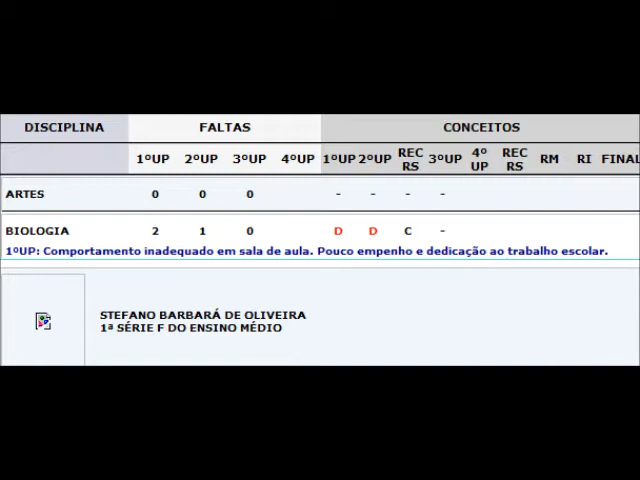 DISCIPLINA FALTAS CONCEITOS
1ºUP 2ºUP 3ºUP 4ºUP 1ºUP 2ºUP REC RS 3ºUP 4º UP REC RS RM RI FINAL
ARTES 0 0 0 - - - -
BIOLOGIA 2 1 0 D D C -
1ºUP: Comportamento inadequado em sala de aula. Pouco empenho e dedicação ao trabalho escolar.
STEFANO BARBARÁ DE OLIVEIRA
1ª SÉRIE F DO ENSINO MÉDIO